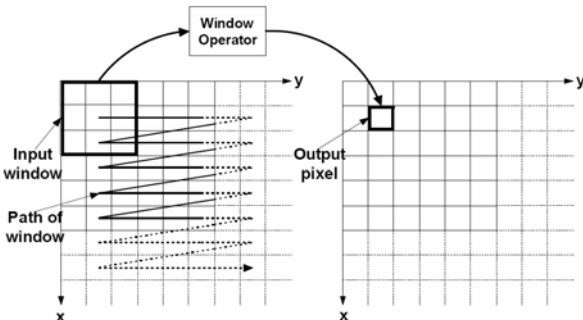 Window
Operator
y
y
Input
window
Output
pixel
Path of
window
x
x